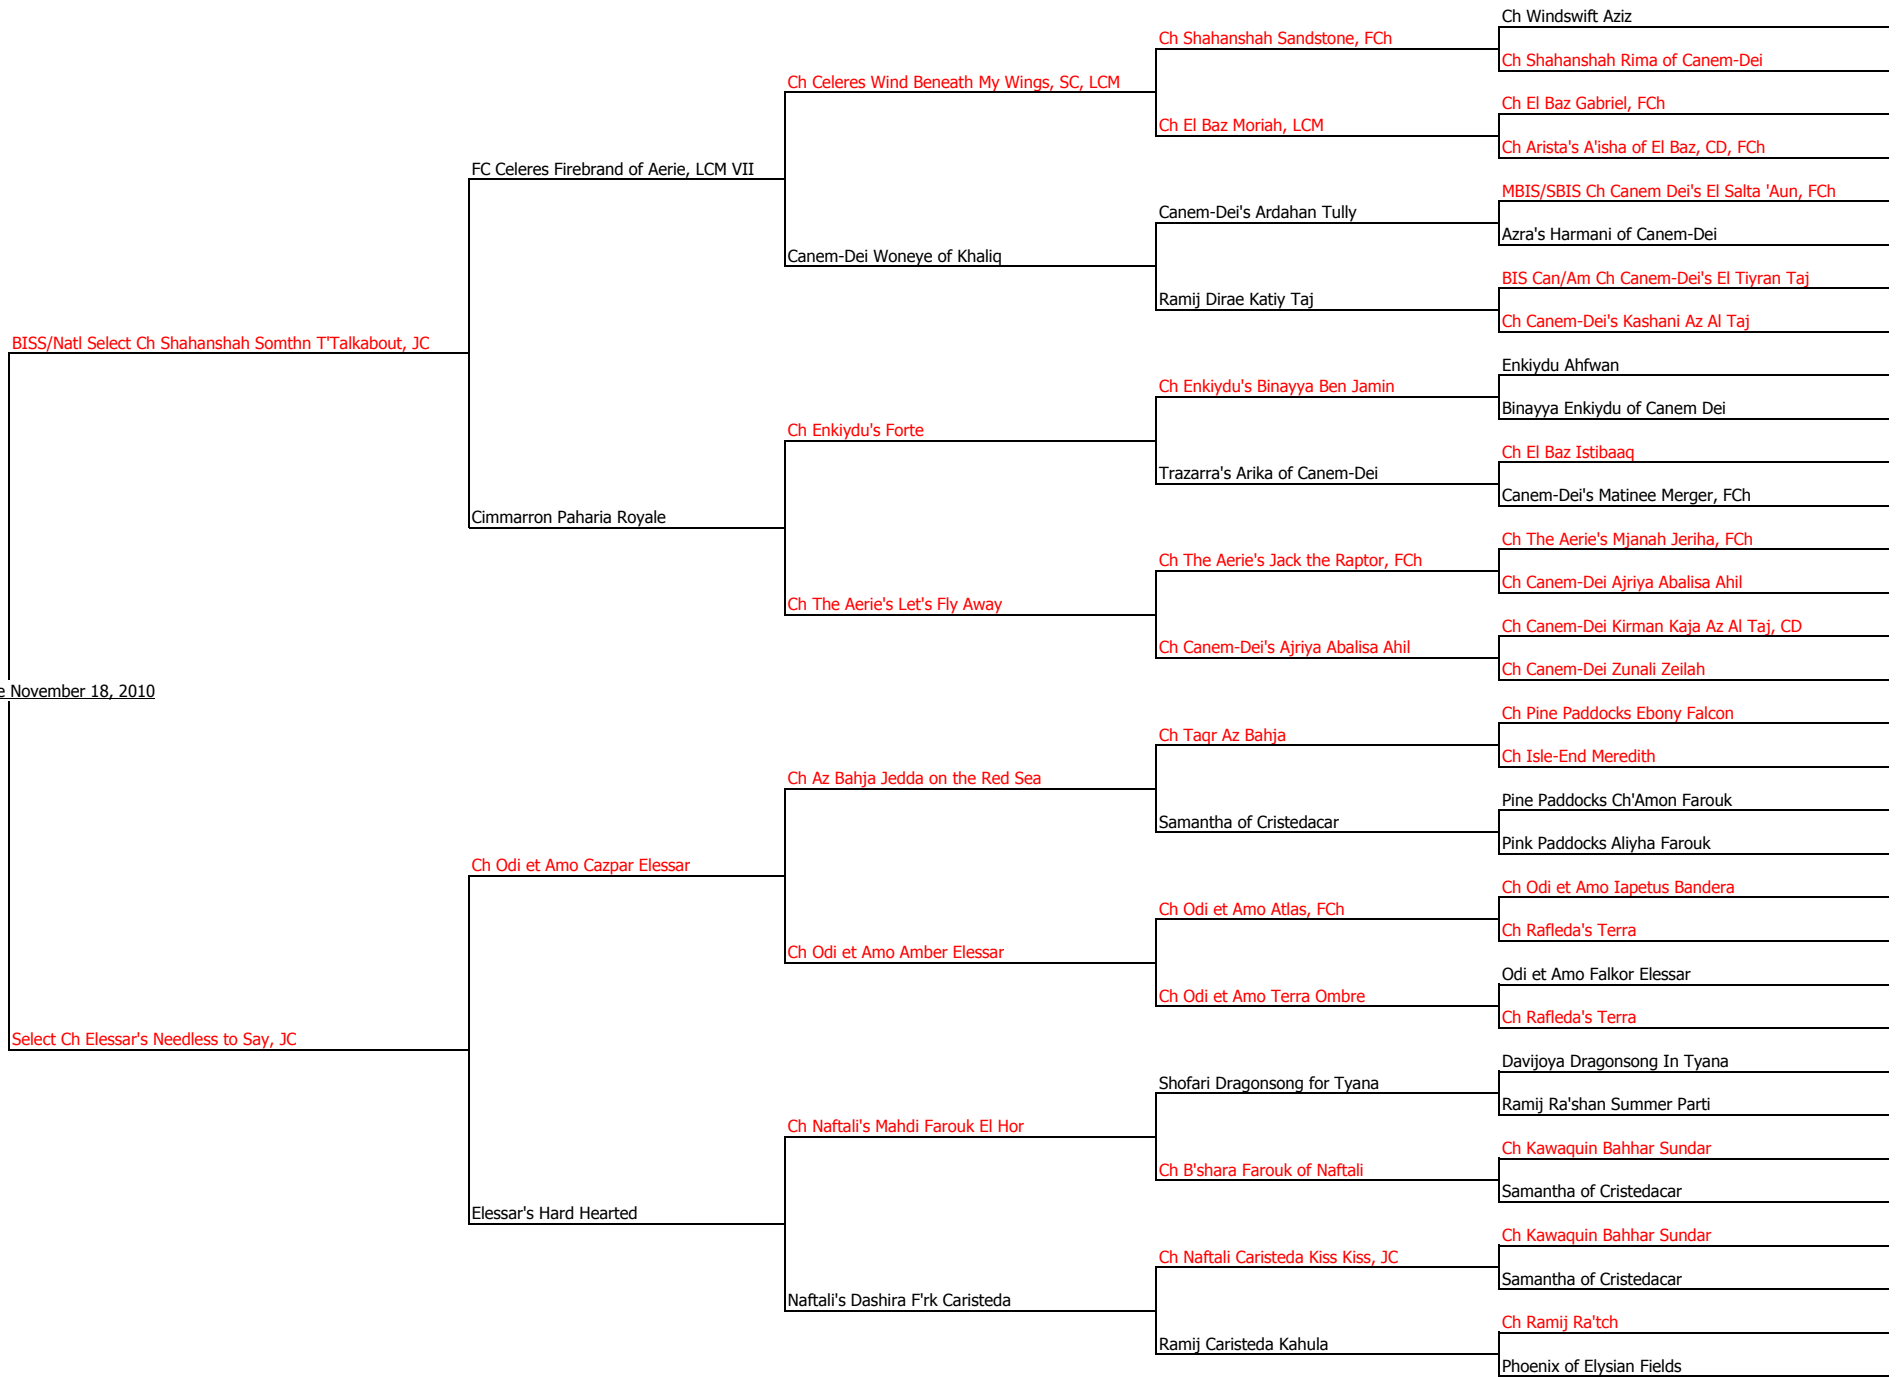 Ch Windswift Aziz
Ch Shahanshah Sandstone, FCh
Ch Shahanshah Rima of Canem-Dei
Ch Celeres Wind Beneath My Wings, SC, LCM
Ch El Baz Gabriel, FCh
Ch El Baz Moriah, LCM
Ch Arista's A'isha of El Baz, CD, FCh
FC Celeres Firebrand of Aerie, LCM VII
MBIS/SBIS Ch Canem Dei's El Salta 'Aun, FCh
Canem-Dei's Ardahan Tully
Azra's Harmani of Canem-Dei
Canem-Dei Woneye of Khaliq
BIS Can/Am Ch Canem-Dei's El Tiyran Taj
Ramij Dirae Katiy Taj
Ch Canem-Dei's Kashani Az Al Taj
BISS/Natl Select Ch Shahanshah Somthn T'Talkabout, JC
Enkiydu Ahfwan
Ch Enkiydu's Binayya Ben Jamin
Binayya Enkiydu of Canem Dei
Ch Enkiydu's Forte
Ch El Baz Istibaaq
Trazarra's Arika of Canem-Dei
Canem-Dei's Matinee Merger, FCh
Cimmarron Paharia Royale
Ch The Aerie's Mjanah Jeriha, FCh
Ch The Aerie's Jack the Raptor, FCh
Ch Canem-Dei Ajriya Abalisa Ahil
Ch The Aerie's Let's Fly Away
Ch Canem-Dei Kirman Kaja Az Al Taj, CD
Ch Canem-Dei's Ajriya Abalisa Ahil
Ch Canem-Dei Zunali Zeilah
e November 18, 2010
Ch Pine Paddocks Ebony Falcon
Ch Taqr Az Bahja
Ch Isle-End Meredith
Ch Az Bahja Jedda on the Red Sea
Pine Paddocks Ch'Amon Farouk
Samantha of Cristedacar
Pink Paddocks Aliyha Farouk
Ch Odi et Amo Cazpar Elessar
Ch Odi et Amo Iapetus Bandera
Ch Odi et Amo Atlas, FCh
Ch Rafleda's Terra
Ch Odi et Amo Amber Elessar
Odi et Amo Falkor Elessar
Ch Odi et Amo Terra Ombre
Ch Rafleda's Terra
Select Ch Elessar's Needless to Say, JC
Davijoya Dragonsong In Tyana
Shofari Dragonsong for Tyana
Ramij Ra'shan Summer Parti
Ch Naftali's Mahdi Farouk El Hor
Ch Kawaquin Bahhar Sundar
Ch B'shara Farouk of Naftali
Samantha of Cristedacar
Elessar's Hard Hearted
Ch Kawaquin Bahhar Sundar
Ch Naftali Caristeda Kiss Kiss, JC
Samantha of Cristedacar
Naftali's Dashira F'rk Caristeda
Ch Ramij Ra'tch
Ramij Caristeda Kahula
Phoenix of Elysian Fields